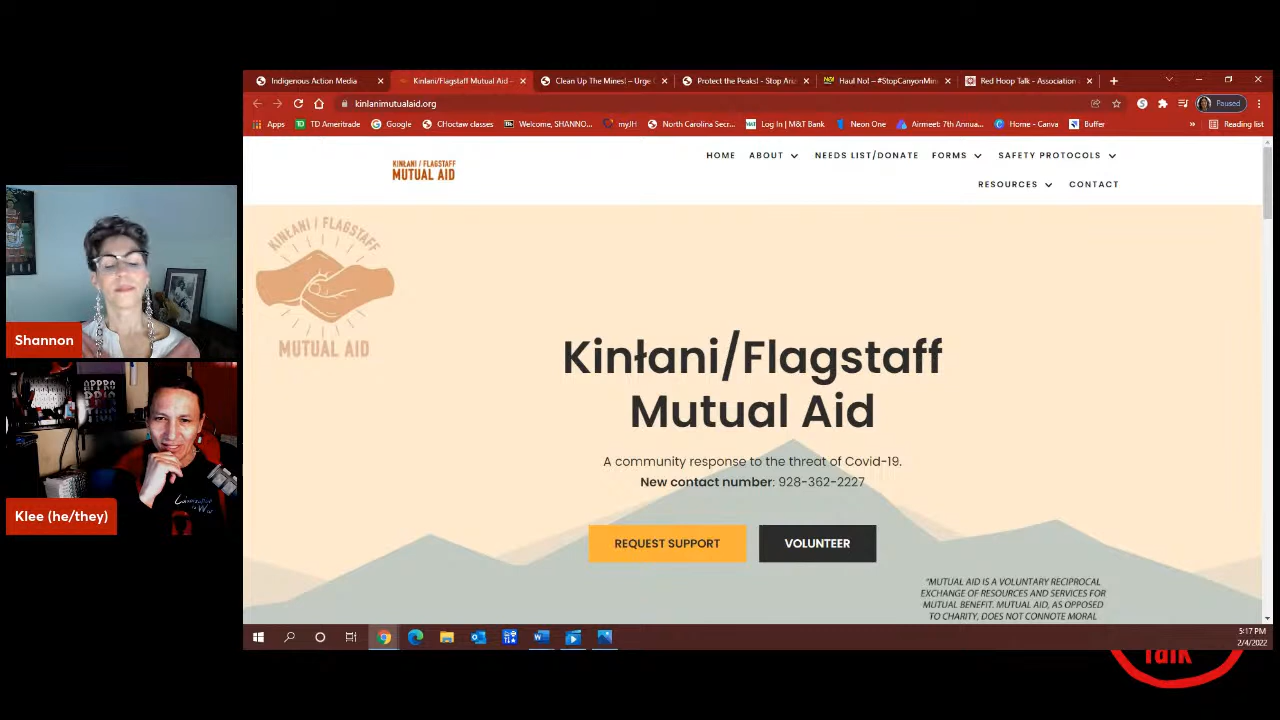 Indigenous Action Media
Kinłani/Flagstaff Mutual Aid -
Clean Up The Mines! - Urge C
Protect the Peaks! - Stop Ariz
Haul No! – #StopCanyonMin
Red Hoop Talk - Association
kinlanimutualaid.org
Paused
Apps
TD Ameritrade
Google
CHoctaw classes
Welcome, SHANNO...
myJH
North Carolina Secr...
Log In | M&T Bank
Neon One
Airmeet: 7th Annua...
Home - Canva
Buffer
»
Reading list
KINŁANI / FLAGSTAFF
MUTUAL AID
HOME ABOUT NEEDS LIST/DONATE FORMS SAFETY PROTOCOLS
RESOURCES CONTACT
KINŁANI / FLAGSTAFF
MUTUAL AID
Kinłani/Flagstaff
Mutual Aid
A community response to the threat of Covid-19.
New contact number: 928-362-2227
REQUEST SUPPORT
VOLUNTEER
"MUTUAL AID IS A VOLUNTARY RECIPROCAL
EXCHANGE OF RESOURCES AND SERVICES FOR
MUTUAL BENEFIT. MUTUAL AID, AS OPPOSED
TO CHARITY, DOES NOT CONNOTE MORAL
Shannon
Klee (he/they)
5:17 PM
2/4/2022
Talk